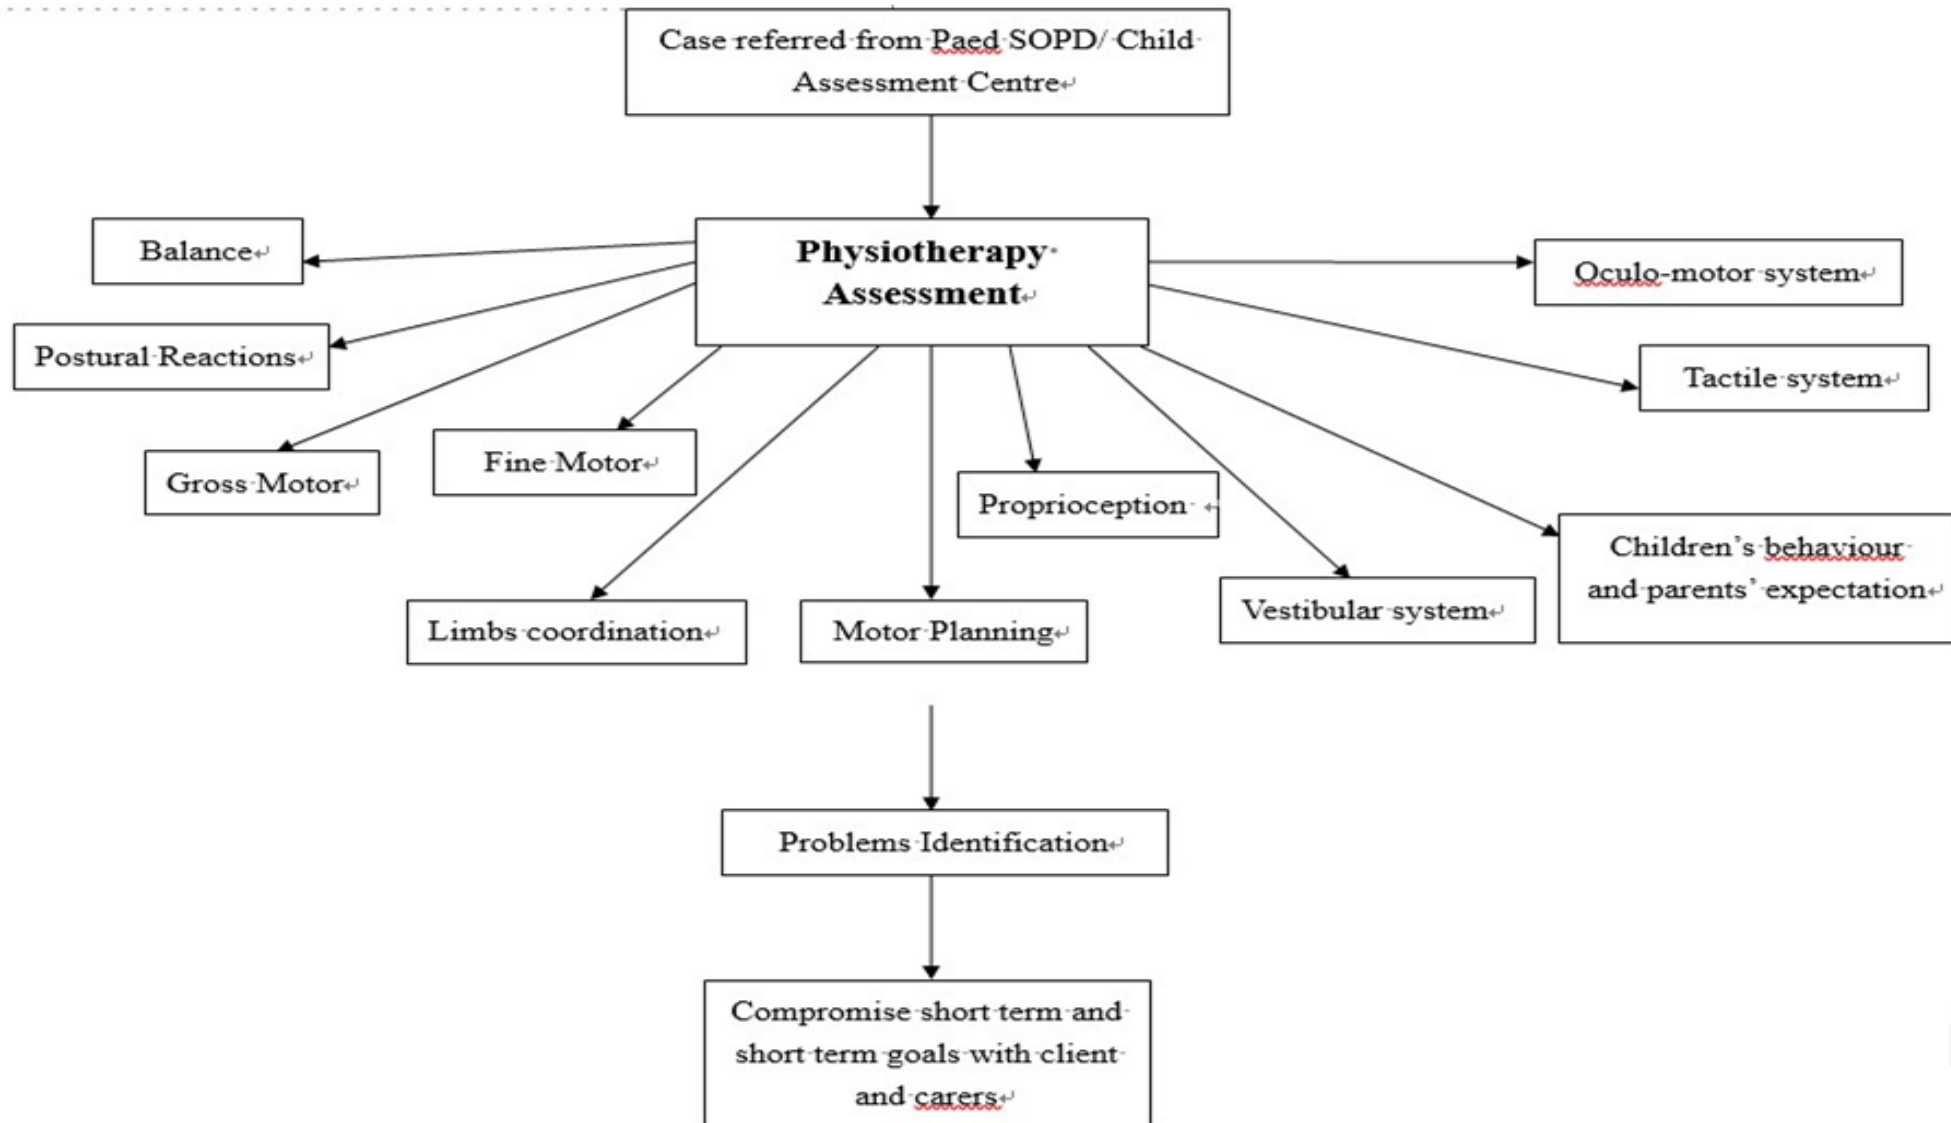 Case referred from Paed SOPD/ Child
Assessment Centre
Physiotherapy
Assessment
Balance
Oculo-motor system
Postural Reactions
Tactile system
Gross Motor
Fine Motor
Proprioception
Children's behaviour
and parents' expectation
Limbs coordination
Motor Planning
Vestibular system
Problems Identification
Compromise short term and
short term goals with client
and carers